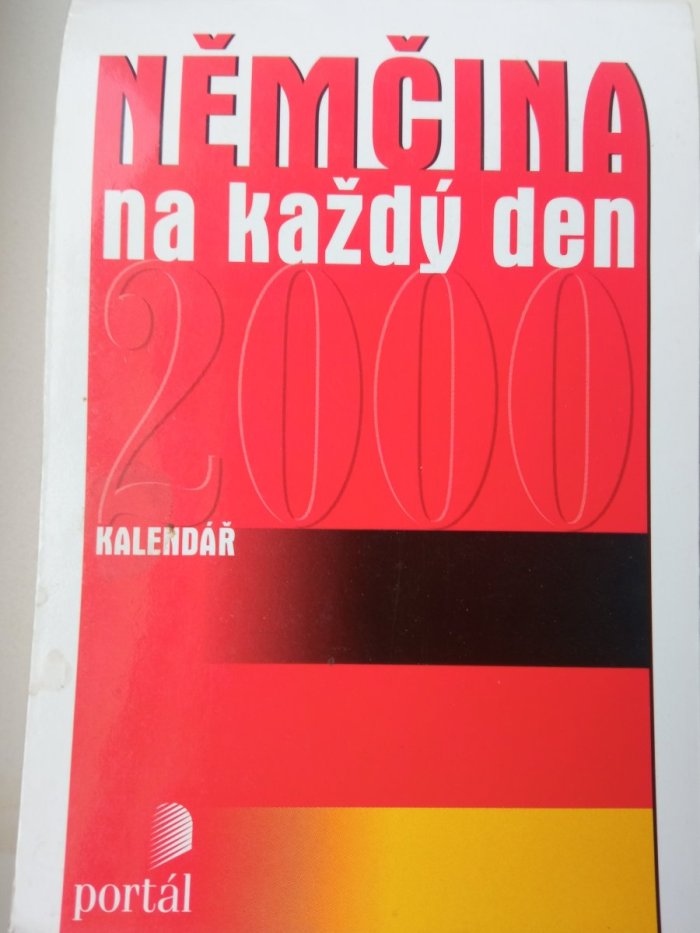 NĚMČINA
na každý den
2000
KALENDÁŘ
portál